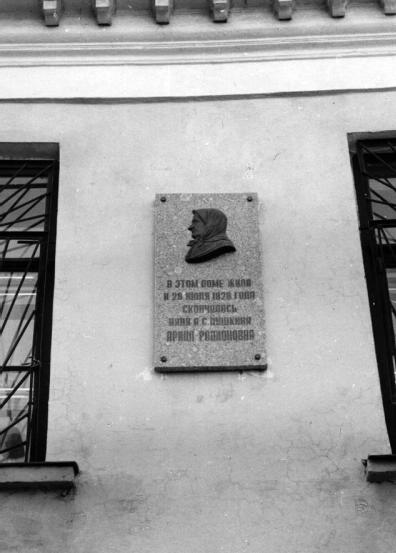 В ЭТОМ ДОМЕ ЖИЛА
И 29 ИЮЛЯ 1828 ГОДА
СКОНЧАЛАСЬ
НЯНЯ А С ПУШКИНА
АРИНА РОДИОНОВНА